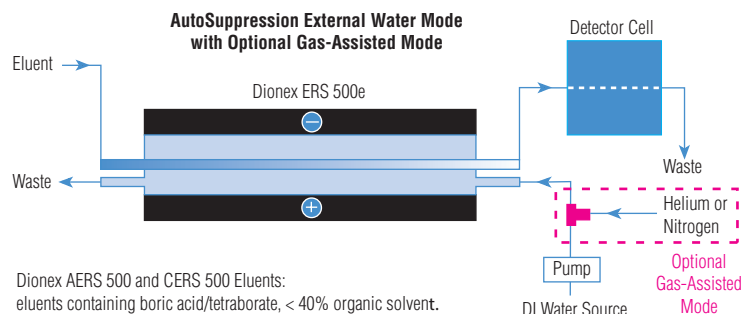 AutoSuppression External Water Mode
with Optional Gas-Assisted Mode
Detector Cell
Eluent
Dionex ERS 500e
−
Waste
Waste
+
Helium or
Nitrogen
Pump
Optional
Gas-Assisted
Mode
DI Water Source
Dionex AERS 500 and CERS 500 Eluents:
eluents containing boric acid/tetraborate, < 40% organic solvent.